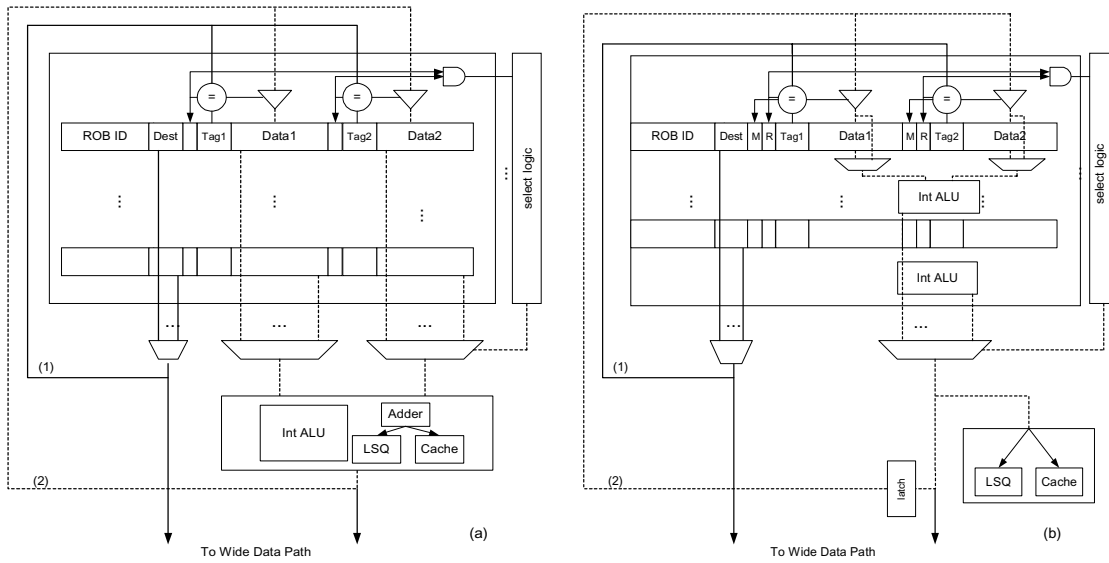 =
=
ROB ID
Dest
Tag1
Data1
Tag2
Data2
...
...
...
...
select logic
...
...
...
(1)
Int ALU
Adder
LSQ
Cache
(2)
(a)
To Wide Data Path
=
=
ROB ID
Dest
M
R
Tag1
Data1
M
R
Tag2
Data2
...
Int ALU
...
...
...
select logic
Int ALU
...
...
(1)
LSQ
Cache
(2)
latch
(b)
To Wide Data Path